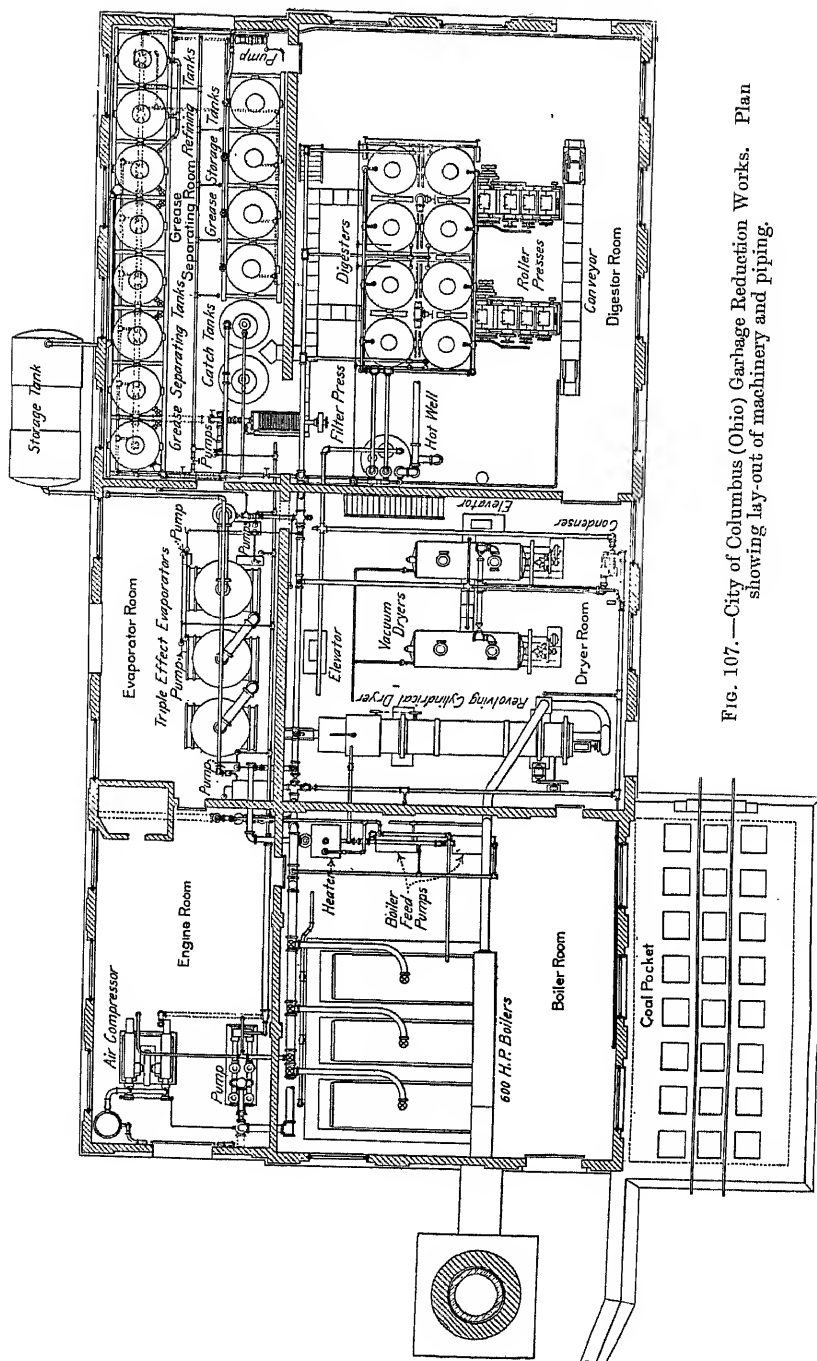 Storage Tank
Evaporator Room
Engine Room
Air Compressor
Pump
Pump
Triple Effect Evaporators
Pump
Pump
Pump
Grease Separating Tanks
Grease
Separating Room
Refining
Tanks
Grease Storage Tanks
Pump
Catch Tanks
Pumps
Filter Press
Digesters
Hot Well
Roller
Presses
Conveyor
Digestor Room
Elevator
Elevator
Condenser
Vacuum
Dryers
Dryer Room
Revolving Cylindrical Dryer
Heater
Boiler
Feed
Pumps
600 H.P. Boilers
Boiler Room
Coal Pocket
FIG. 107.—City of Columbus (Ohio) Garbage Reduction Works. Plan
showing lay-out of machinery and piping.